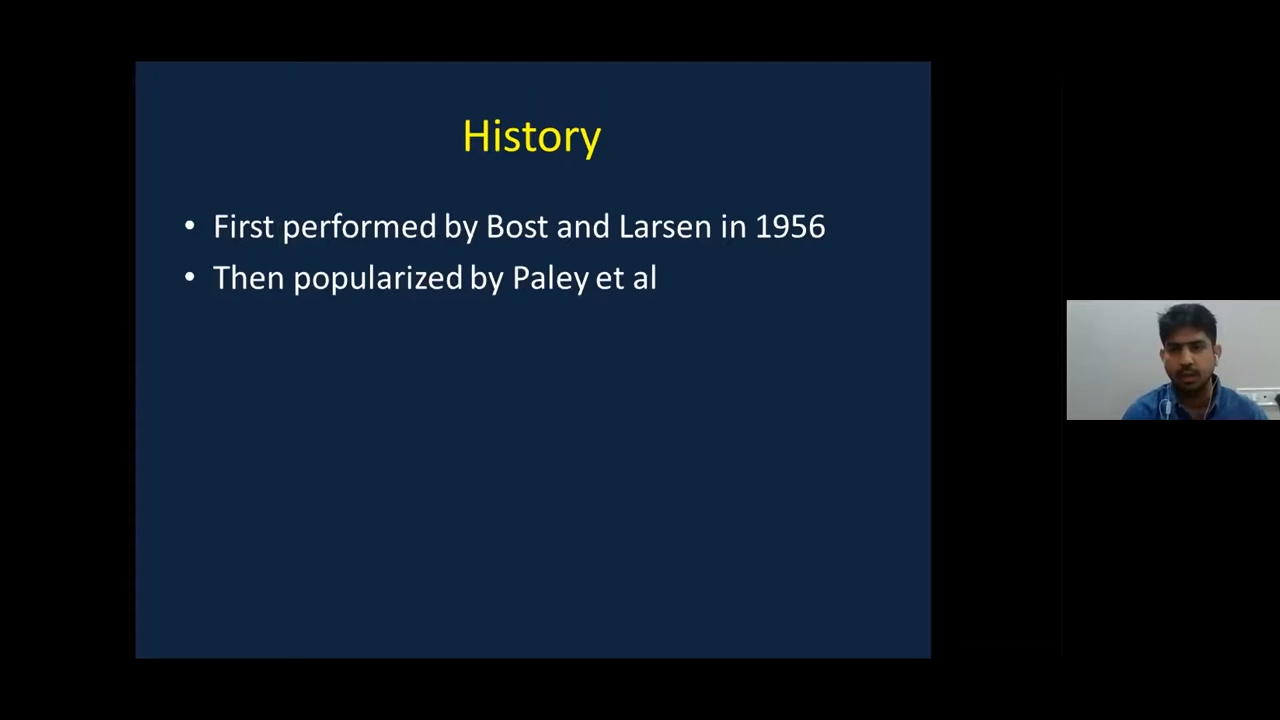 History
• First performed by Bost and Larsen in 1956
• Then popularized by Paley et al